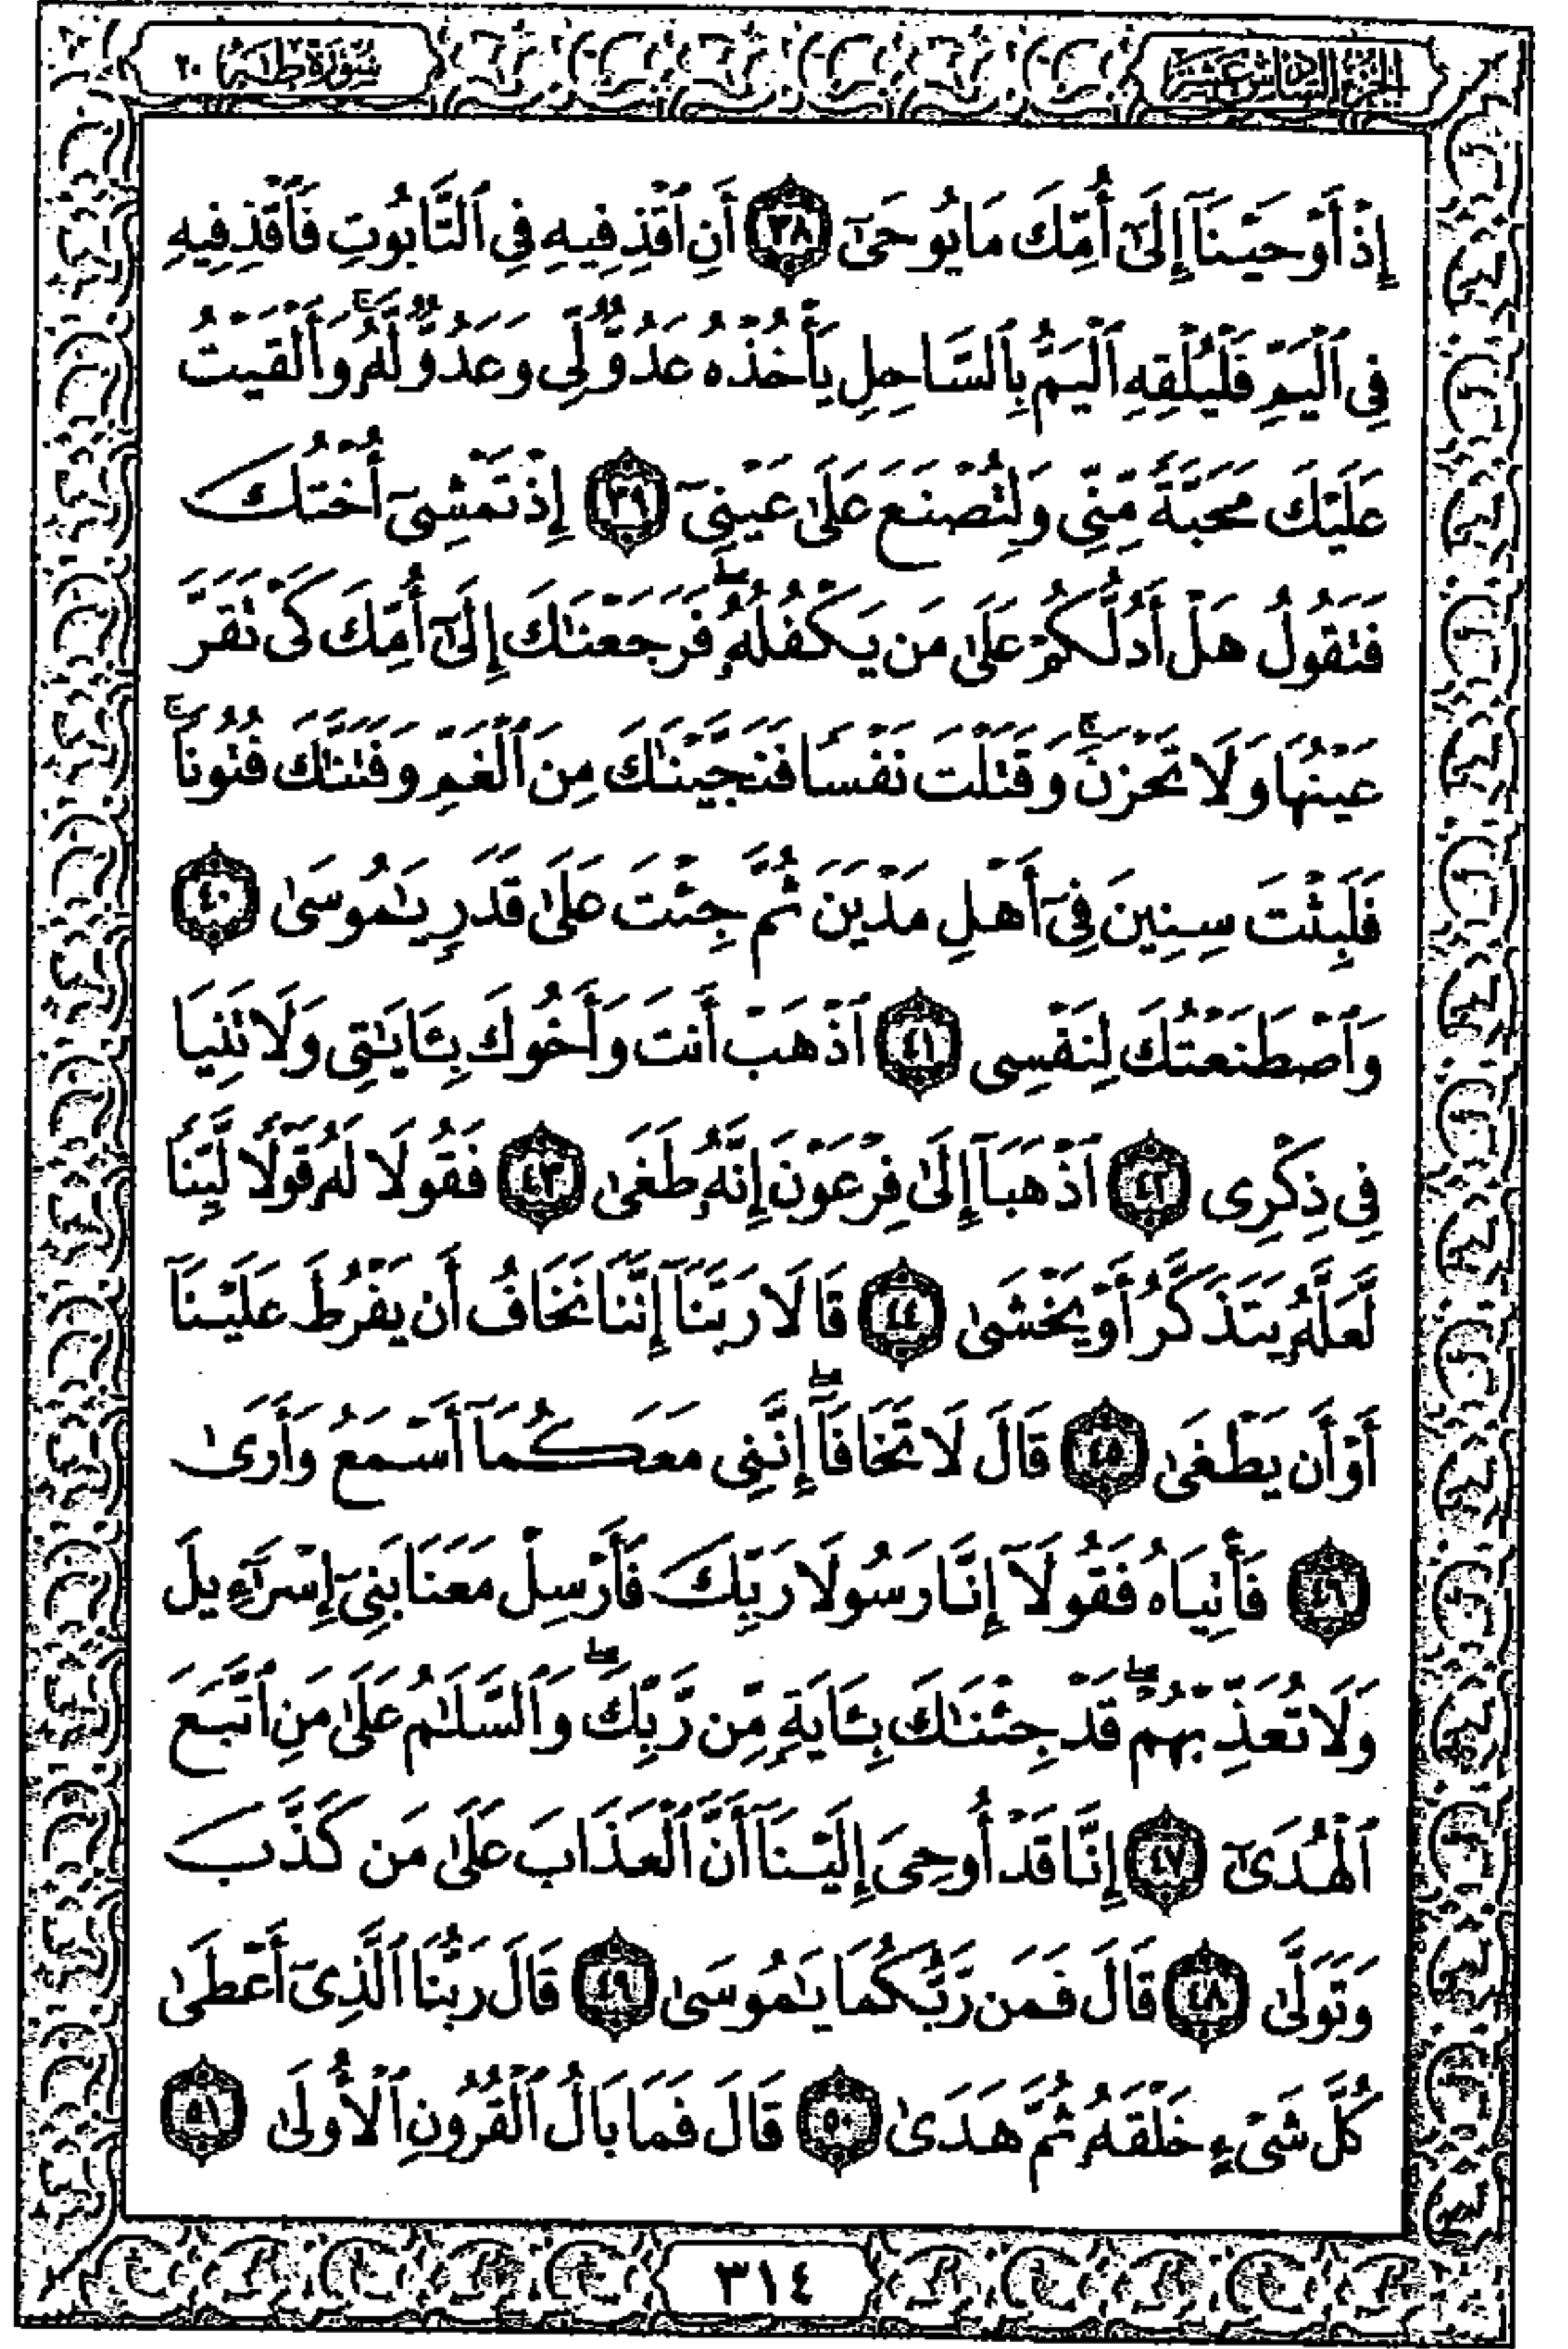 الجزء السادس عشر
سورة طه ٢٠
إِذْ أَوْحَيْنَآ إِلَىٰٓ أُمِّكَ مَا يُوحَىٰٓ ٣٨ أَنِ ٱقْذِفِيهِ فِى ٱلتَّابُوتِ فَٱقْذِفِيهِ
فِى ٱلْيَمِّ فَلْيُلْقِهِ ٱلْيَمُّ بِٱلسَّاحِلِ يَأْخُذْهُ عَدُوٌّ لِّى وَعَدُوٌّ لَّهُۥ ۚ وَأَلْقَيْتُ
عَلَيْكَ مَحَبَّةً مِّنِّى وَلِتُصْنَعَ عَلَىٰ عَيْنِىٓ ٣٩ إِذْ تَمْشِىٓ أُخْتُكَ
فَتَقُولُ هَلْ أَدُلُّكُمْ عَلَىٰ مَن يَكْفُلُهُۥ ۖ فَرَجَعْنَٰكَ إِلَىٰٓ أُمِّكَ كَىْ تَقَرَّ
عَيْنُهَا وَلَا تَحْزَنَ ۚ وَقَتَلْتَ نَفْسًا فَنَجَّيْنَٰكَ مِنَ ٱلْغَمِّ وَفَتَنَّٰكَ فُتُونًا ۚ
فَلَبِثْتَ سِنِينَ فِىٓ أَهْلِ مَدْيَنَ ثُمَّ جِئْتَ عَلَىٰ قَدَرٍ يَٰمُوسَىٰ ٤٠
وَٱصْطَنَعْتُكَ لِنَفْسِى ٤١ ٱذْهَبْ أَنتَ وَأَخُوكَ بِـَٔايَٰتِى وَلَا تَنِيَا
فِى ذِكْرِى ٤٢ ٱذْهَبَآ إِلَىٰ فِرْعَوْنَ إِنَّهُۥ طَغَىٰ ٤٣ فَقُولَا لَهُۥ قَوْلًا لَّيِّنًا
لَّعَلَّهُۥ يَتَذَكَّرُ أَوْ يَخْشَىٰ ٤٤ قَالَا رَبَّنَآ إِنَّنَا نَخَافُ أَن يَفْرُطَ عَلَيْنَآ
أَوْ أَن يَطْغَىٰ ٤٥ قَالَ لَا تَخَافَآ ۖ إِنَّنِى مَعَكُمَآ أَسْمَعُ وَأَرَىٰ
٤٦ فَأْتِيَاهُ فَقُولَآ إِنَّا رَسُولَا رَبِّكَ فَأَرْسِلْ مَعَنَا بَنِىٓ إِسْرَٰٓءِيلَ
وَلَا تُعَذِّبْهُمْ ۖ قَدْ جِئْنَٰكَ بِـَٔايَةٍ مِّن رَّبِّكَ ۖ وَٱلسَّلَٰمُ عَلَىٰ مَنِ ٱتَّبَعَ
ٱلْهُدَىٰٓ ٤٧ إِنَّا قَدْ أُوحِىَ إِلَيْنَآ أَنَّ ٱلْعَذَابَ عَلَىٰ مَن كَذَّبَ
وَتَوَلَّىٰ ٤٨ قَالَ فَمَن رَّبُّكُمَا يَٰمُوسَىٰ ٤٩ قَالَ رَبُّنَا ٱلَّذِىٓ أَعْطَىٰ
كُلَّ شَىْءٍ خَلْقَهُۥ ثُمَّ هَدَىٰ ٥٠ قَالَ فَمَا بَالُ ٱلْقُرُونِ ٱلْأُولَىٰ ٥١
٣١٤